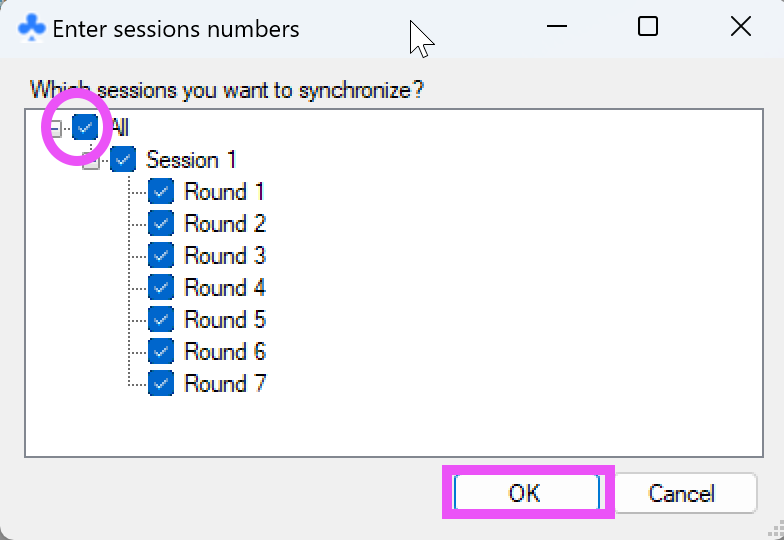 Enter sessions numbers
Which sessions you want to synchronize?
All
Session 1
Round 1
Round 2
Round 3
Round 4
Round 5
Round 6
Round 7
OK Cancel